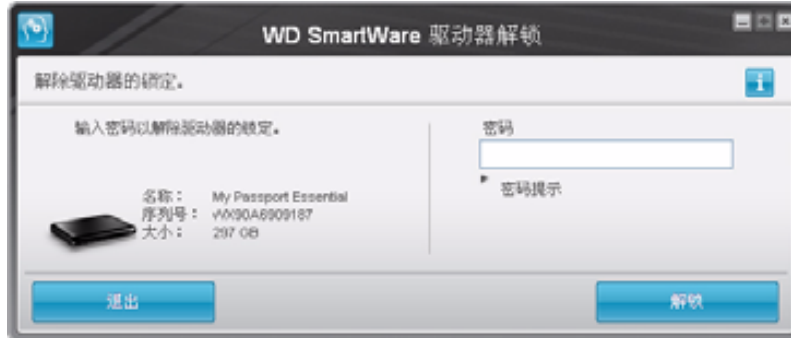 WD SmartWare 驱动器解锁
解除驱动器的锁定。
输入密码以解除驱动器的锁定。
名称： My Passport Essential
序列号： WX90A6909187
大小： 297 GB
密码
密码提示
退出
解锁